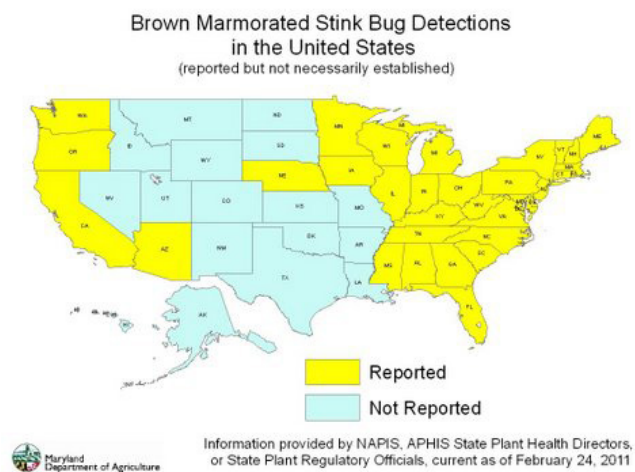 Brown Marmorated Stink Bug Detections
in the United States
(reported but not necessarily established)
WA
MT
ND
MN
OR
ID
SD
WI
MI
MI
NY
VT
NH
ME
MA
CT
WY
NE
IA
PA
NV
UT
CO
KS
MO
IL
IN
OH
WV
VA
KY
CA
AZ
NM
OK
AR
TN
NC
SC
TX
LA
MS
AL
GA
FL
AK
HI
Reported
Not Reported
Maryland
Department of Agriculture
Information provided by NAPIS, APHIS State Plant Health Directors,
or State Plant Regulatory Officials, current as of February 24, 2011